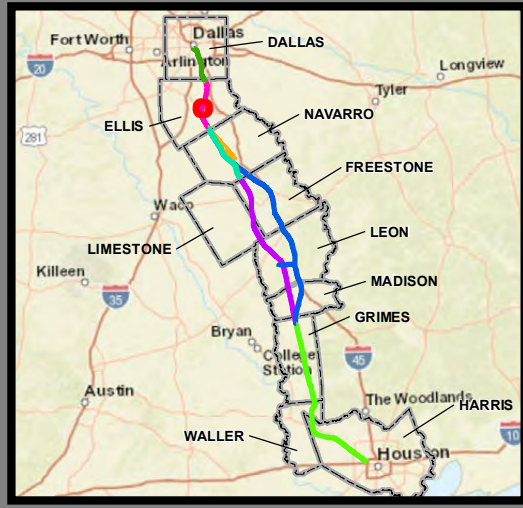 Dallas
DALLAS
Fort Worth
Arlington
Longview
20
Tyler
ELLIS
NAVARRO
281
FREESTONE
Waco
LEON
LIMESTONE
Killeen
MADISON
35
GRIMES
Bryan
College
Station
45
Austin
The Woodlands
HARRIS
WALLER
10
Houston